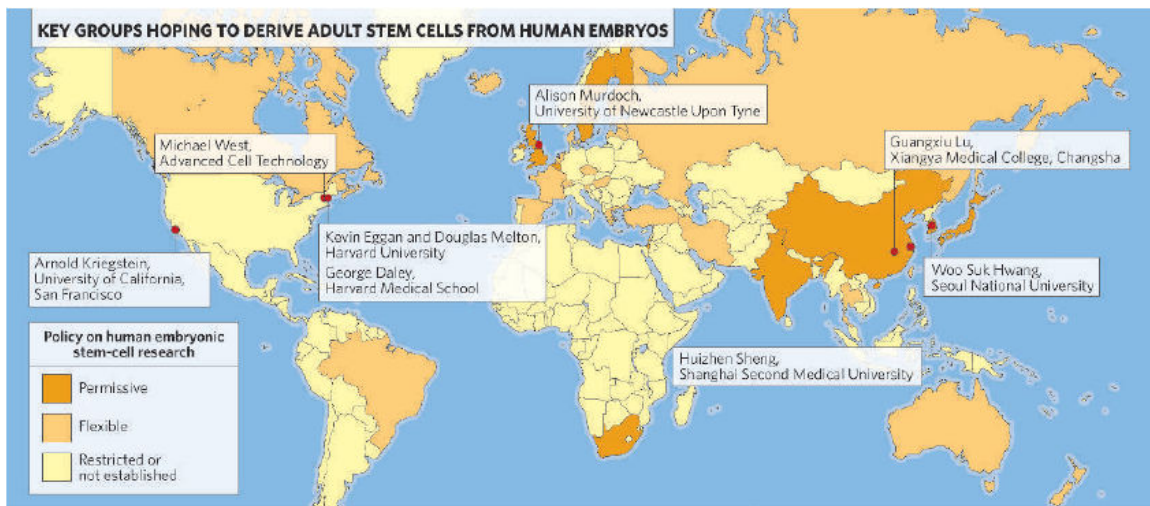 KEY GROUPS HOPING TO DERIVE ADULT STEM CELLS FROM HUMAN EMBRYOS
Alison Murdoch,
University of Newcastle Upon Tyne
Michael West,
Advanced Cell Technology
Guangxiu Lu,
Xiangya Medical College, Changsha
Kevin Eggan and Douglas Melton,
Harvard University
George Daley,
Harvard Medical School
Arnold Kriegstein,
University of California,
San Francisco
Woo Suk Hwang,
Seoul National University
Huizhen Sheng,
Shanghai Second Medical University
Policy on human embryonic
stem-cell research
Permissive
Flexible
Restricted or
not established